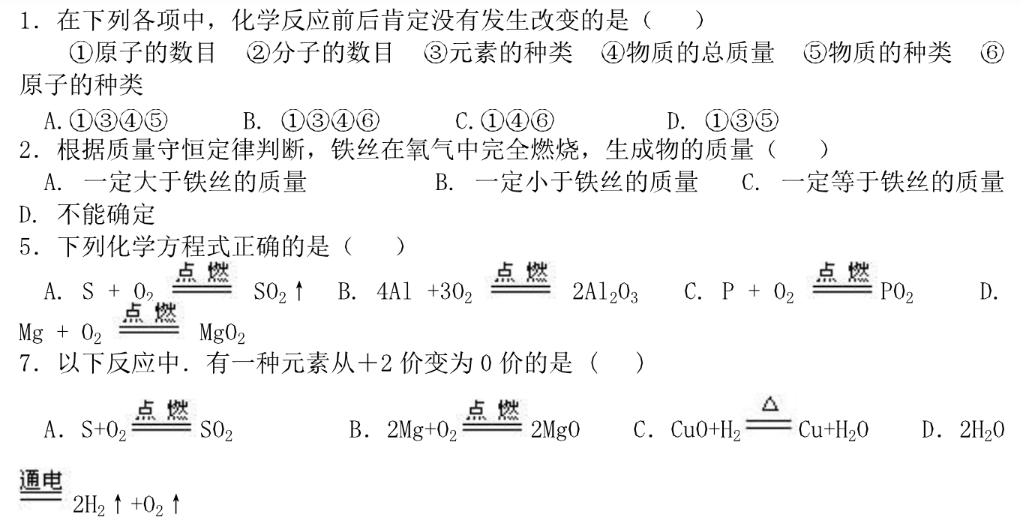 1．在下列各项中，化学反应前后肯定没有发生改变的是（　　）
①原子的数目　②分子的数目　③元素的种类　④物质的总质量　⑤物质的种类　⑥
原子的种类
A.①③④⑤　　B. ①③④⑥　　C.①④⑥　　D. ①③⑤
2．根据质量守恒定律判断，铁丝在氧气中完全燃烧，生成物的质量（　　）
A. 一定大于铁丝的质量　　B. 一定小于铁丝的质量　C. 一定等于铁丝的质量
D. 不能确定
5．下列化学方程式正确的是（　　）
A. S + O₂ 点燃 SO₂↑　B. 4Al +3O₂ 点燃 2Al₂O₃　C. P + O₂ 点燃 PO₂　D.
Mg + O₂ 点燃 MgO₂
7．以下反应中．有一种元素从＋2 价变为 0 价的是（　　）
A．S+O₂ 点燃 SO₂　B．2Mg+O₂ 点燃 2MgO　C．CuO+H₂ △ Cu+H₂O　D．2H₂O
通电 2H₂↑+O₂↑